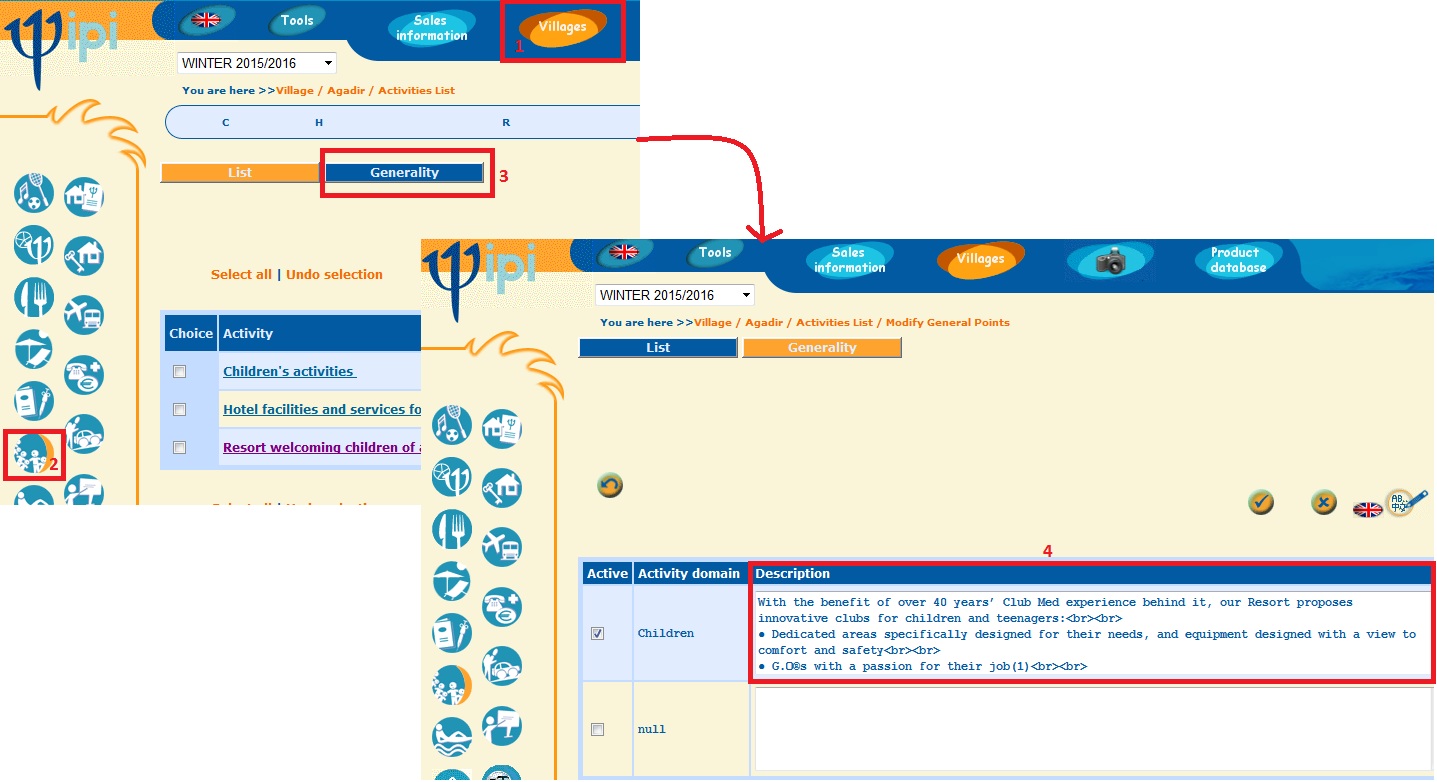 ipi
Tools
Sales
information
Villages
1
WINTER 2015/2016
You are here >>Village / Agadir / Activities List
C H R
List
Generality
3
Select all | Undo selection
Choice Activity
Children's activities
Hotel facilities and services fo
Resort welcoming children of
2
ipi
Tools
Sales
information
Villages
Product
database
WINTER 2015/2016
You are here >>Village / Agadir / Activities List / Modify General Points
List
Generality
AB..
4
Active Activity domain Description
Children
With the benefit of over 40 years’ Club Med experience behind it, our Resort proposes
innovative clubs for children and teenagers:<br><br>
● Dedicated areas specifically designed for their needs, and equipment designed with a view to
comfort and safety<br><br>
● G.O®s with a passion for their job(1)<br><br>
null